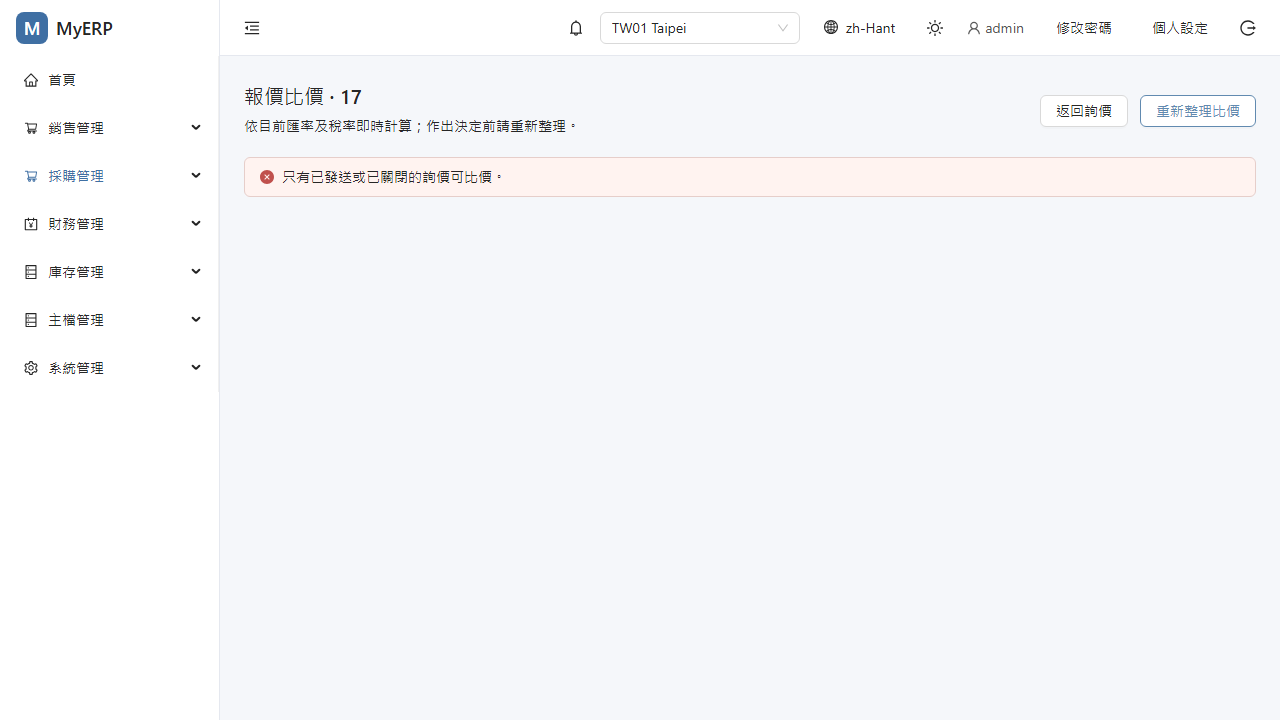 M MyERP
TW01 Taipei
zh-Hant
admin
修改密碼
個人設定
首頁
銷售管理
採購管理
財務管理
庫存管理
主檔管理
系統管理
報價比價 · 17
依目前匯率及稅率即時計算；作出決定前請重新整理。
返回詢價
重新整理比價
只有已發送或已關閉的詢價可比價。